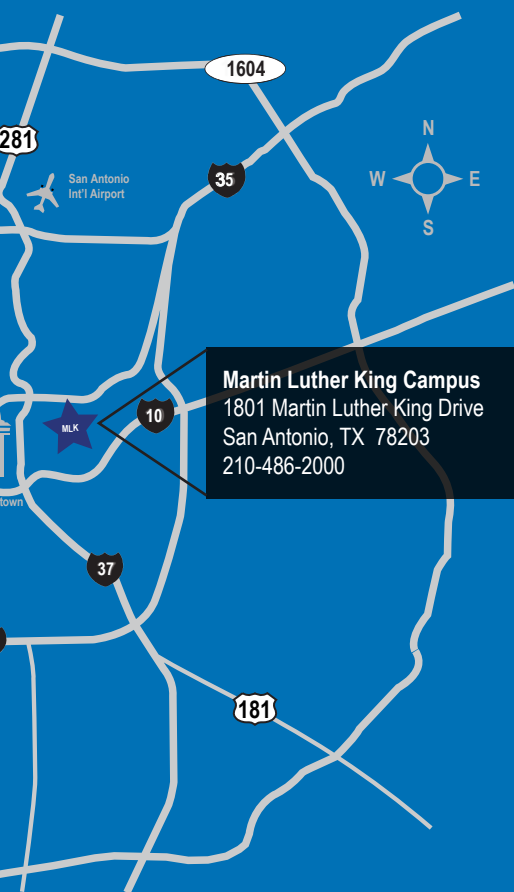 1604
281
San Antonio
Int'l Airport
35
N
W E
S
Martin Luther King Campus
1801 Martin Luther King Drive
San Antonio, TX 78203
210-486-2000
10
MLK
town
37
181